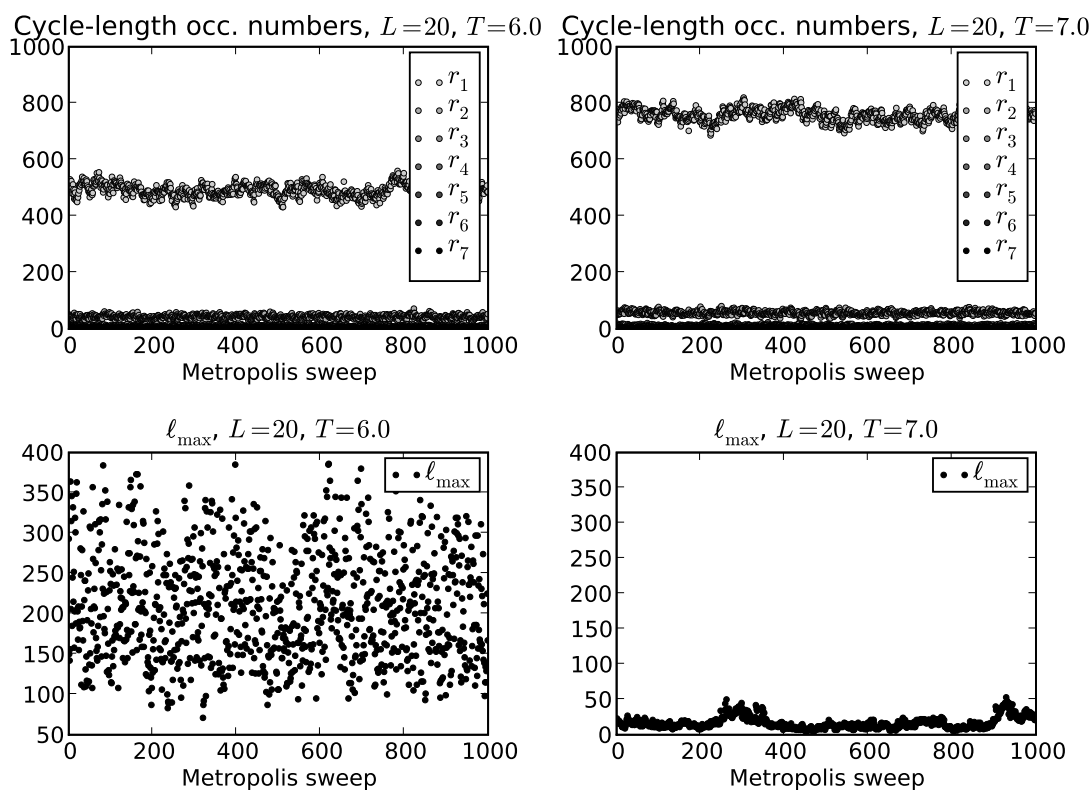 Cycle-length occ. numbers, L=20, T=6.0
1000
800
600
400
200
0
0 200 400 600 800 1000
Metropolis sweep
r1
r2
r3
r4
r5
r6
r7
Cycle-length occ. numbers, L=20, T=7.0
1000
800
600
400
200
0
0 200 400 600 800 1000
Metropolis sweep
r1
r2
r3
r4
r5
r6
r7
ℓmax, L=20, T=6.0
400
350
300
250
200
150
100
50
0 200 400 600 800 1000
Metropolis sweep
ℓmax
ℓmax, L=20, T=7.0
400
350
300
250
200
150
100
50
0
0 200 400 600 800 1000
Metropolis sweep
ℓmax